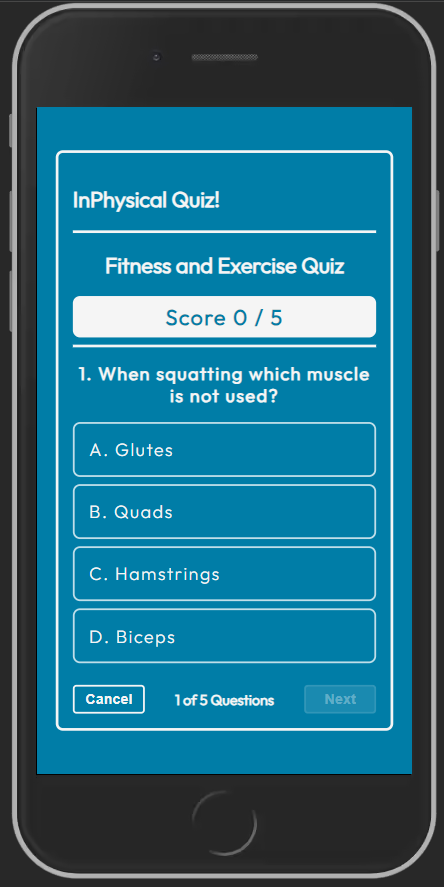 InPhysical Quiz!
Fitness and Exercise Quiz
Score 0 / 5
1. When squatting which muscle
is not used?
A. Glutes
B. Quads
C. Hamstrings
D. Biceps
Cancel 1 of 5 Questions Next